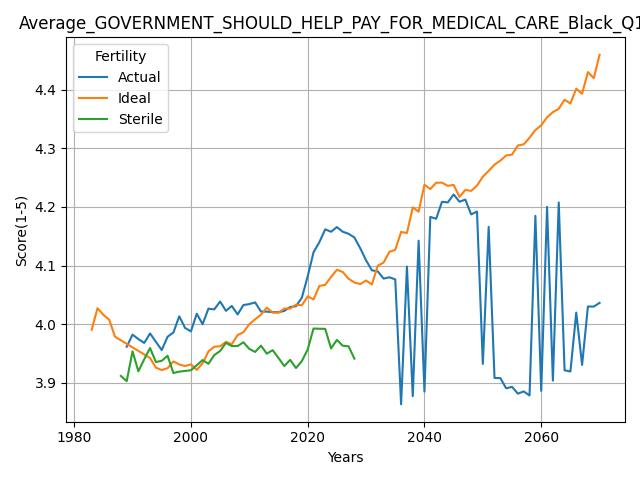 Average_GOVERNMENT_SHOULD_HELP_PAY_FOR_MEDICAL_CARE_Black_Q1
Fertility
Actual
Ideal
Sterile
4.4
4.3
4.2
4.1
4.0
3.9
Score(1-5)
1980
2000
2020
2040
2060
Years